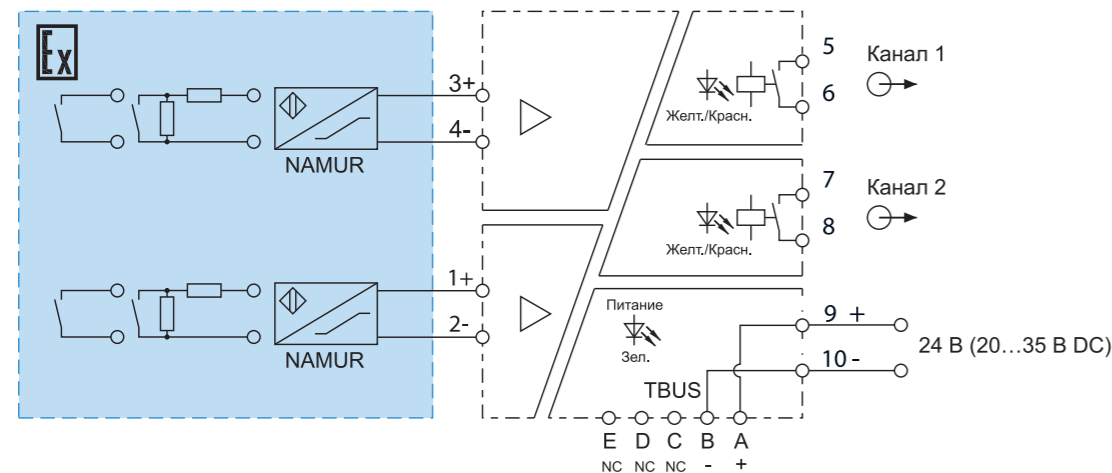 Ex
3+
4-
NAMUR
1+
2-
NAMUR
5
6
Желт./Красн.
Канал 1
7
8
Желт./Красн.
Канал 2
Питание
Зел.
9 +
10 -
24 В (20...35 В DC)
TBUS
E D C B A
NC NC NC - +